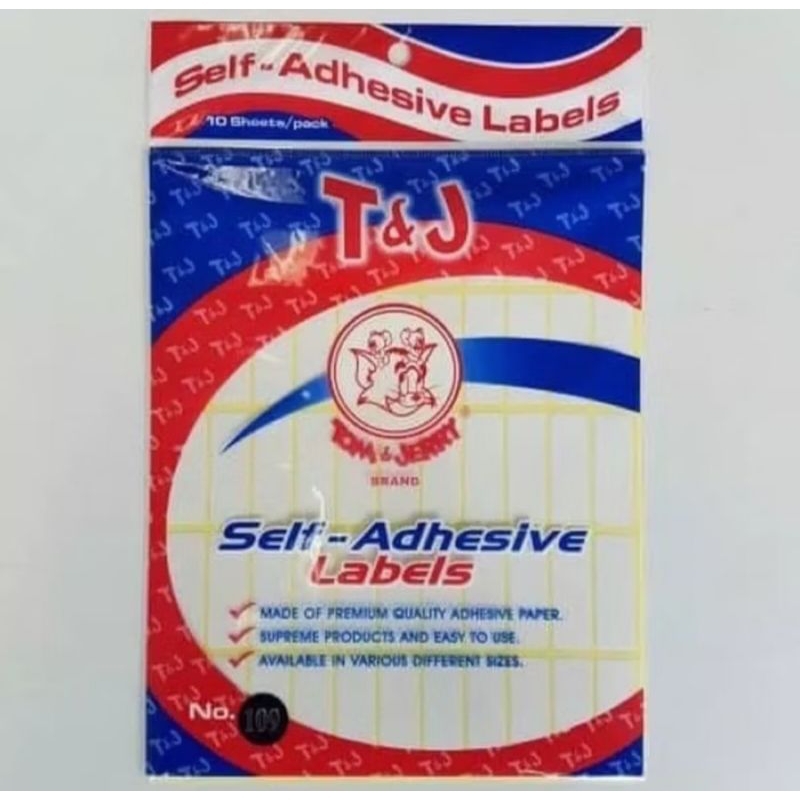 Self-Adhesive Labels
10 Sheets/pack
T&J
TOM & JERRY ®
BRAND
Self-Adhesive
Labels
MADE OF PREMIUM QUALITY ADHESIVE PAPER.
SUPREME PRODUCTS AND EASY TO USE.
AVAILABLE IN VARIOUS DIFFERENT SIZES.
No. 109